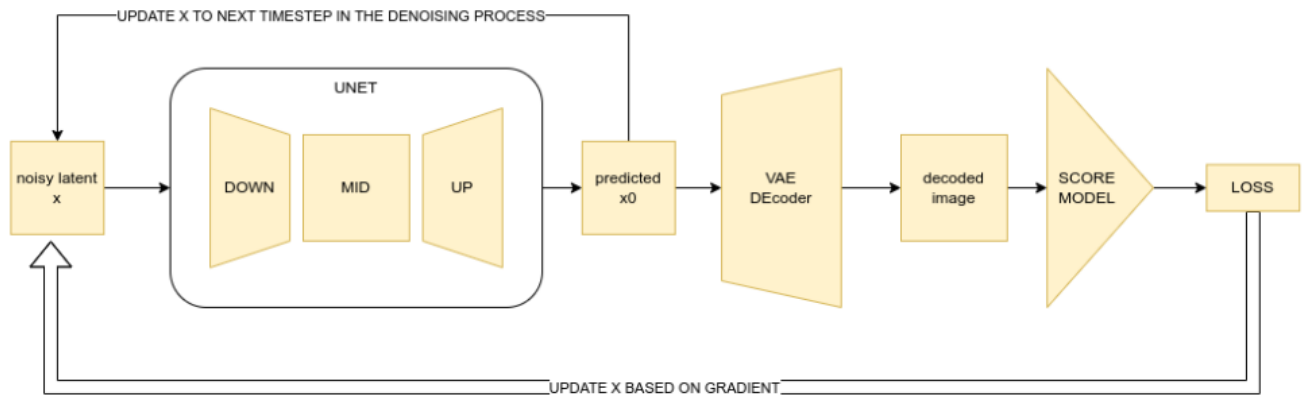 UPDATE X TO NEXT TIMESTEP IN THE DENOISING PROCESS
UNET
noisy latent
x
DOWN
MID
UP
predicted
x0
VAE
DEcoder
decoded
image
SCORE
MODEL
LOSS
UPDATE X BASED ON GRADIENT